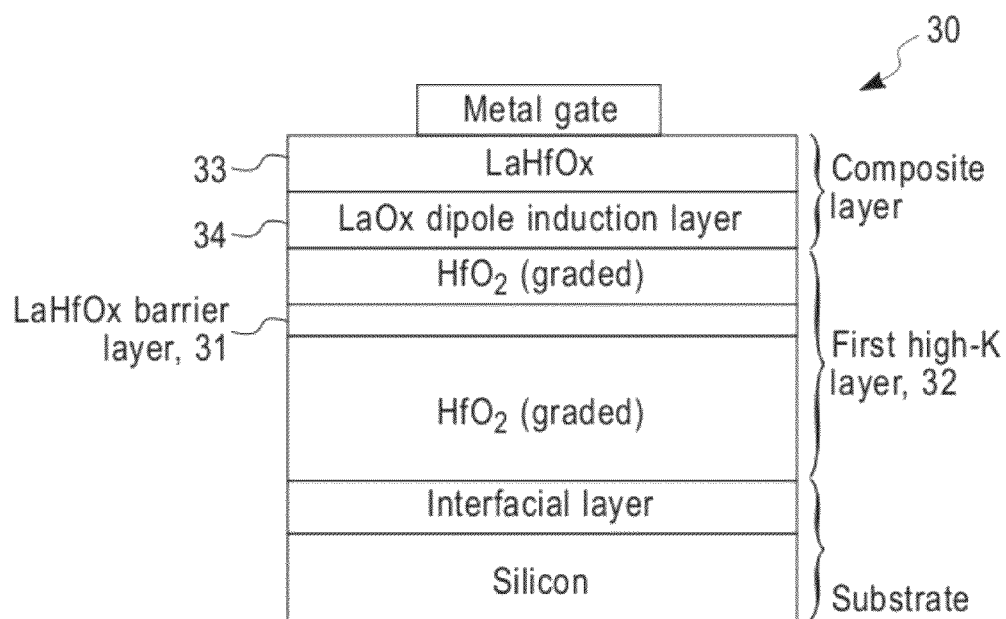 30
Metal gate
33
LaHfOx
Composite
layer
34
LaOx dipole induction layer
HfO₂ (graded)
LaHfOx barrier
layer, 31
First high-K
layer, 32
HfO₂ (graded)
Interfacial layer
Silicon
Substrate